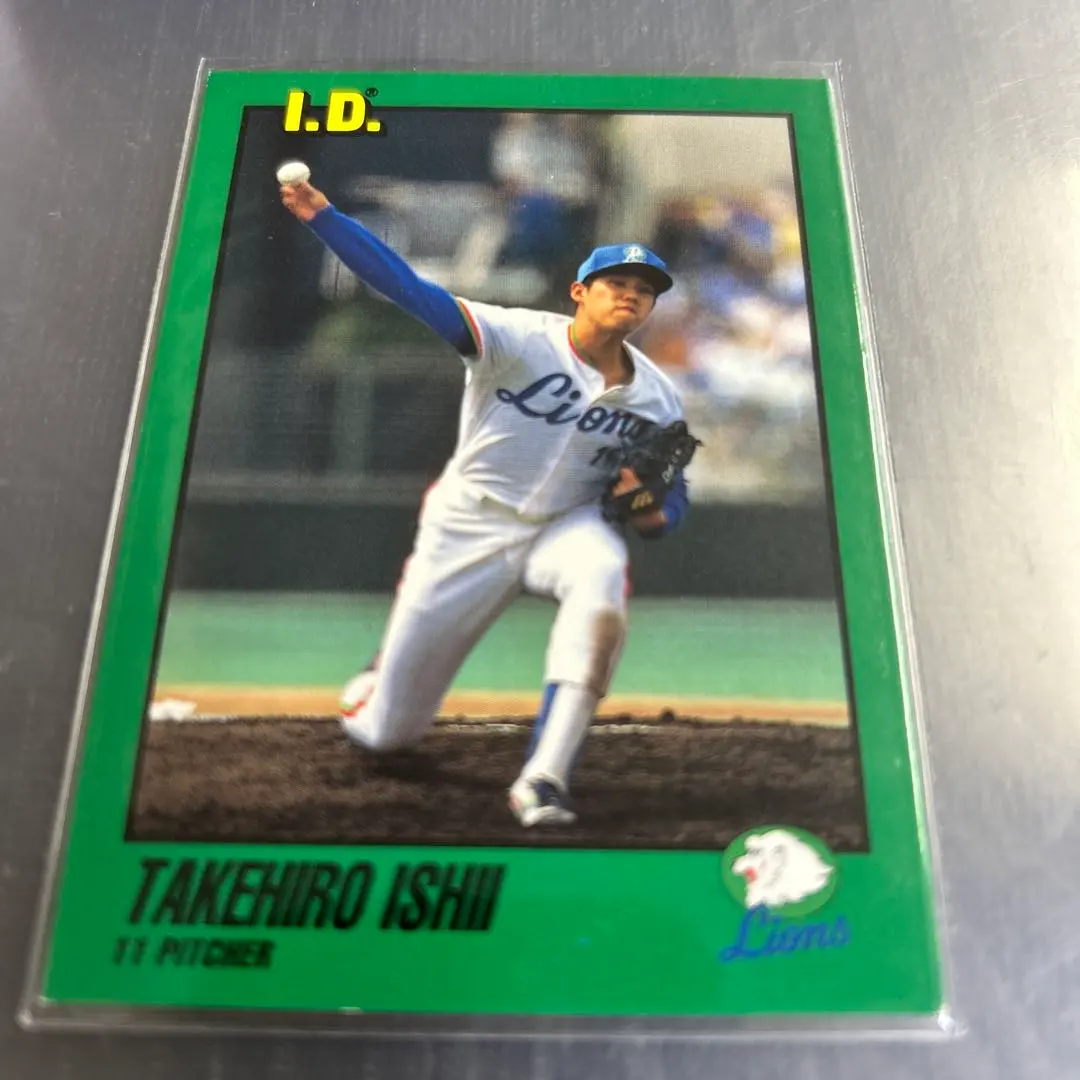 I.D.®
Lions
TAKEHIRO ISHII
11 PITCHER
Lions